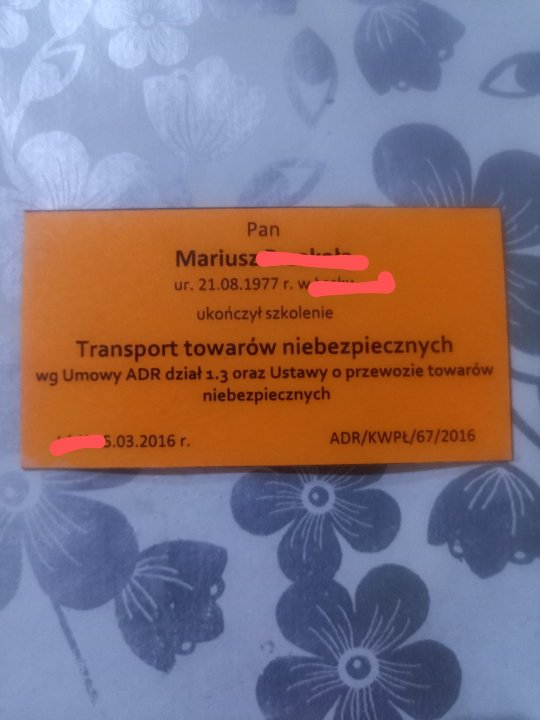 Pan
Mariusz
ur. 21.08.1977 r. w
ukończył szkolenie
Transport towarów niebezpiecznych
wg Umowy ADR dział 1.3 oraz Ustawy o przewozie towarów
niebezpiecznych
5.03.2016 r.
ADR/KWPŁ/67/2016